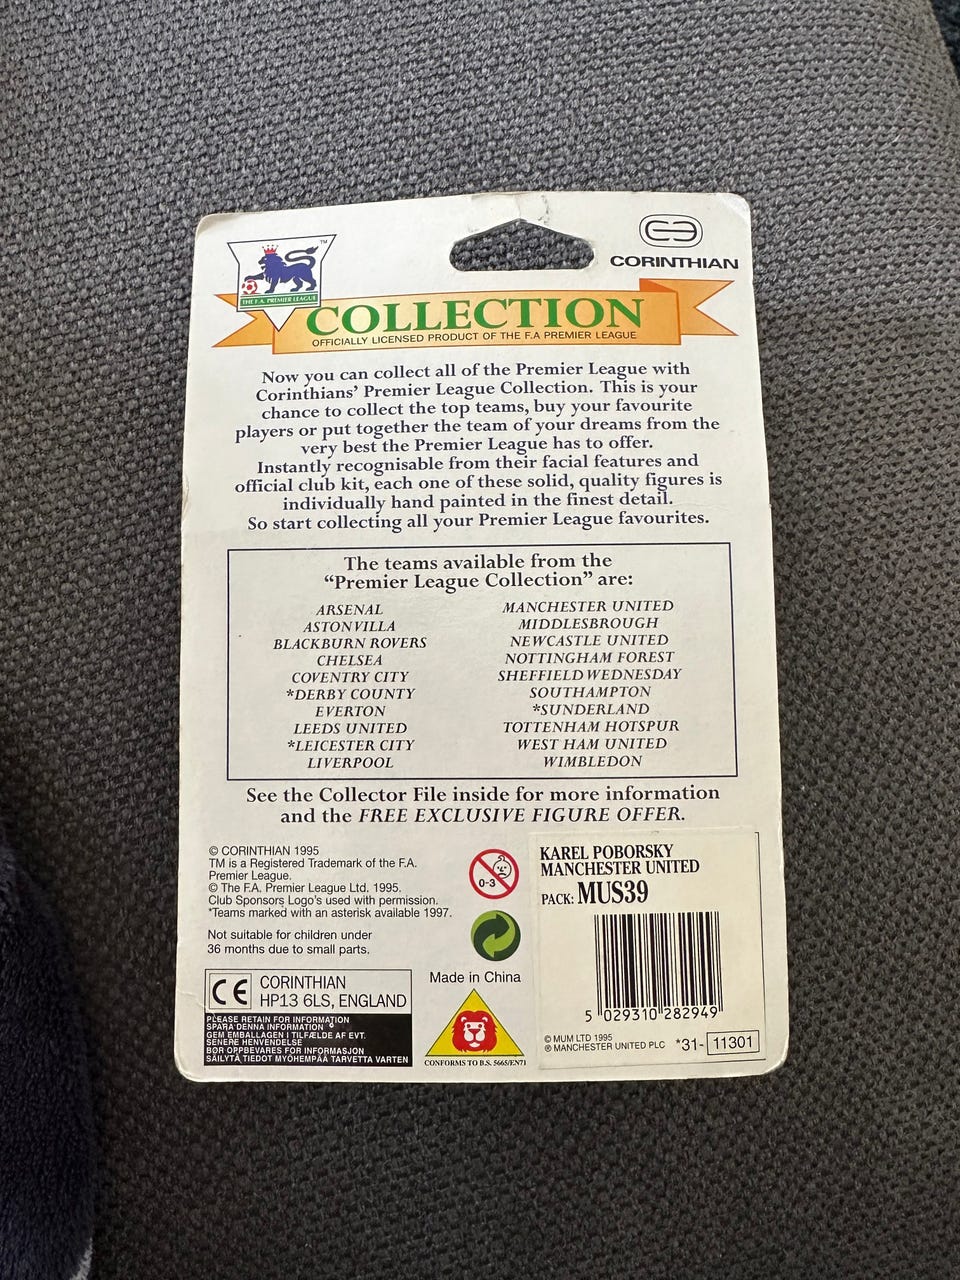 THE F.A. PREMIER LEAGUE
TM
CORINTHIAN
COLLECTION
OFFICIALLY LICENSED PRODUCT OF THE F.A PREMIER LEAGUE
Now you can collect all of the Premier League with
Corinthians’ Premier League Collection. This is your
chance to collect the top teams, buy your favourite
players or put together the team of your dreams from the
very best the Premier League has to offer.
Instantly recognisable from their facial features and
official club kit, each one of these solid, quality figures is
individually hand painted in the finest detail.
So start collecting all your Premier League favourites.
The teams available from the
“Premier League Collection” are:
ARSENAL
ASTON VILLA
BLACKBURN ROVERS
CHELSEA
COVENTRY CITY
*DERBY COUNTY
EVERTON
LEEDS UNITED
*LEICESTER CITY
LIVERPOOL
MANCHESTER UNITED
MIDDLESBROUGH
NEWCASTLE UNITED
NOTTINGHAM FOREST
SHEFFIELD WEDNESDAY
SOUTHAMPTON
*SUNDERLAND
TOTTENHAM HOTSPUR
WEST HAM UNITED
WIMBLEDON
See the Collector File inside for more information
and the FREE EXCLUSIVE FIGURE OFFER.
© CORINTHIAN 1995
TM is a Registered Trademark of the F.A.
Premier League.
© The F.A. Premier League Ltd. 1995.
Club Sponsors Logo's used with permission.
*Teams marked with an asterisk available 1997.
Not suitable for children under
36 months due to small parts.
CE
CORINTHIAN
HP13 6LS, ENGLAND
PLEASE RETAIN FOR INFORMATION
SPARA DENNA INFORMATION
GEM EMBALLAGEN I TILFÆLDE AF EVT.
SENERE HENVENDELSE
BØR OPPBEVARES FOR INFORMASJON
SÄILYTÄ TIEDOT MYÖHEMPÄÄ TARVETTA VARTEN
0-3
Made in China
CONFORMS TO B.S. 5665/EN71
KAREL POBORSKY
MANCHESTER UNITED
PACK: MUS39
5 029310 282949
© MUM LTD 1995
® MANCHESTER UNITED PLC
*31- 11301